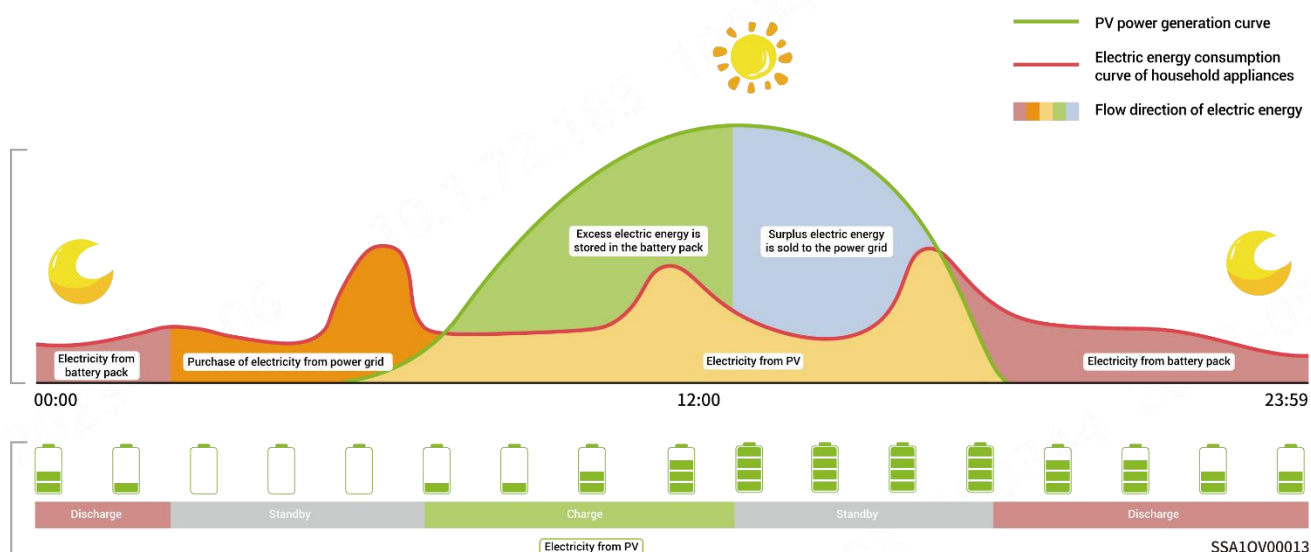 PV power generation curve
Electric energy consumption
curve of household appliances
Flow direction of electric energy
Excess electric energy is
stored in the battery pack
Surplus electric energy
is sold to the power grid
Electricity from
battery pack
Purchase of electricity from power grid
Electricity from PV
Electricity from battery pack
00:00
12:00
23:59
Discharge
Standby
Charge
Standby
Discharge
Electricity from PV
SSA1OV00013